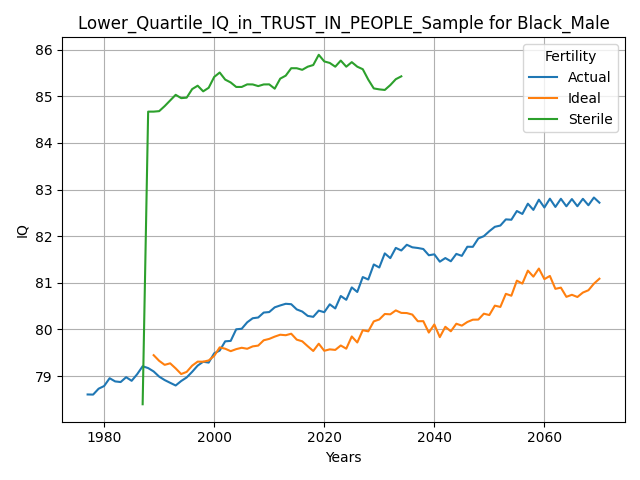 Lower_Quartile_IQ_in_TRUST_IN_PEOPLE_Sample for Black_Male
86
85
84
83
82
81
80
79
IQ
Fertility
Actual
Ideal
Sterile
1980
2000
2020
2040
2060
Years